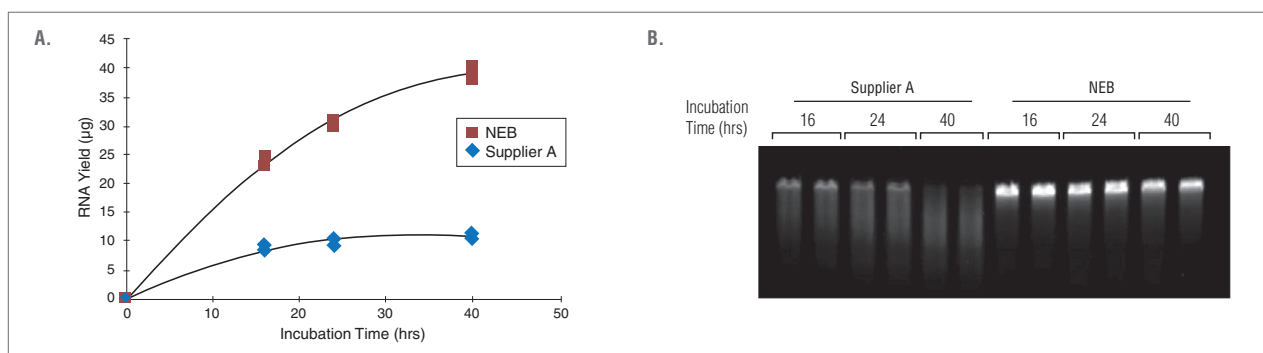 A.
45
40
35
30
25
20
15
10
5
0
RNA Yield (µg)
NEB
Supplier A
0 10 20 30 40 50
Incubation Time (hrs)
B.
Supplier A NEB
Incubation
Time (hrs)
16 24 40 16 24 40